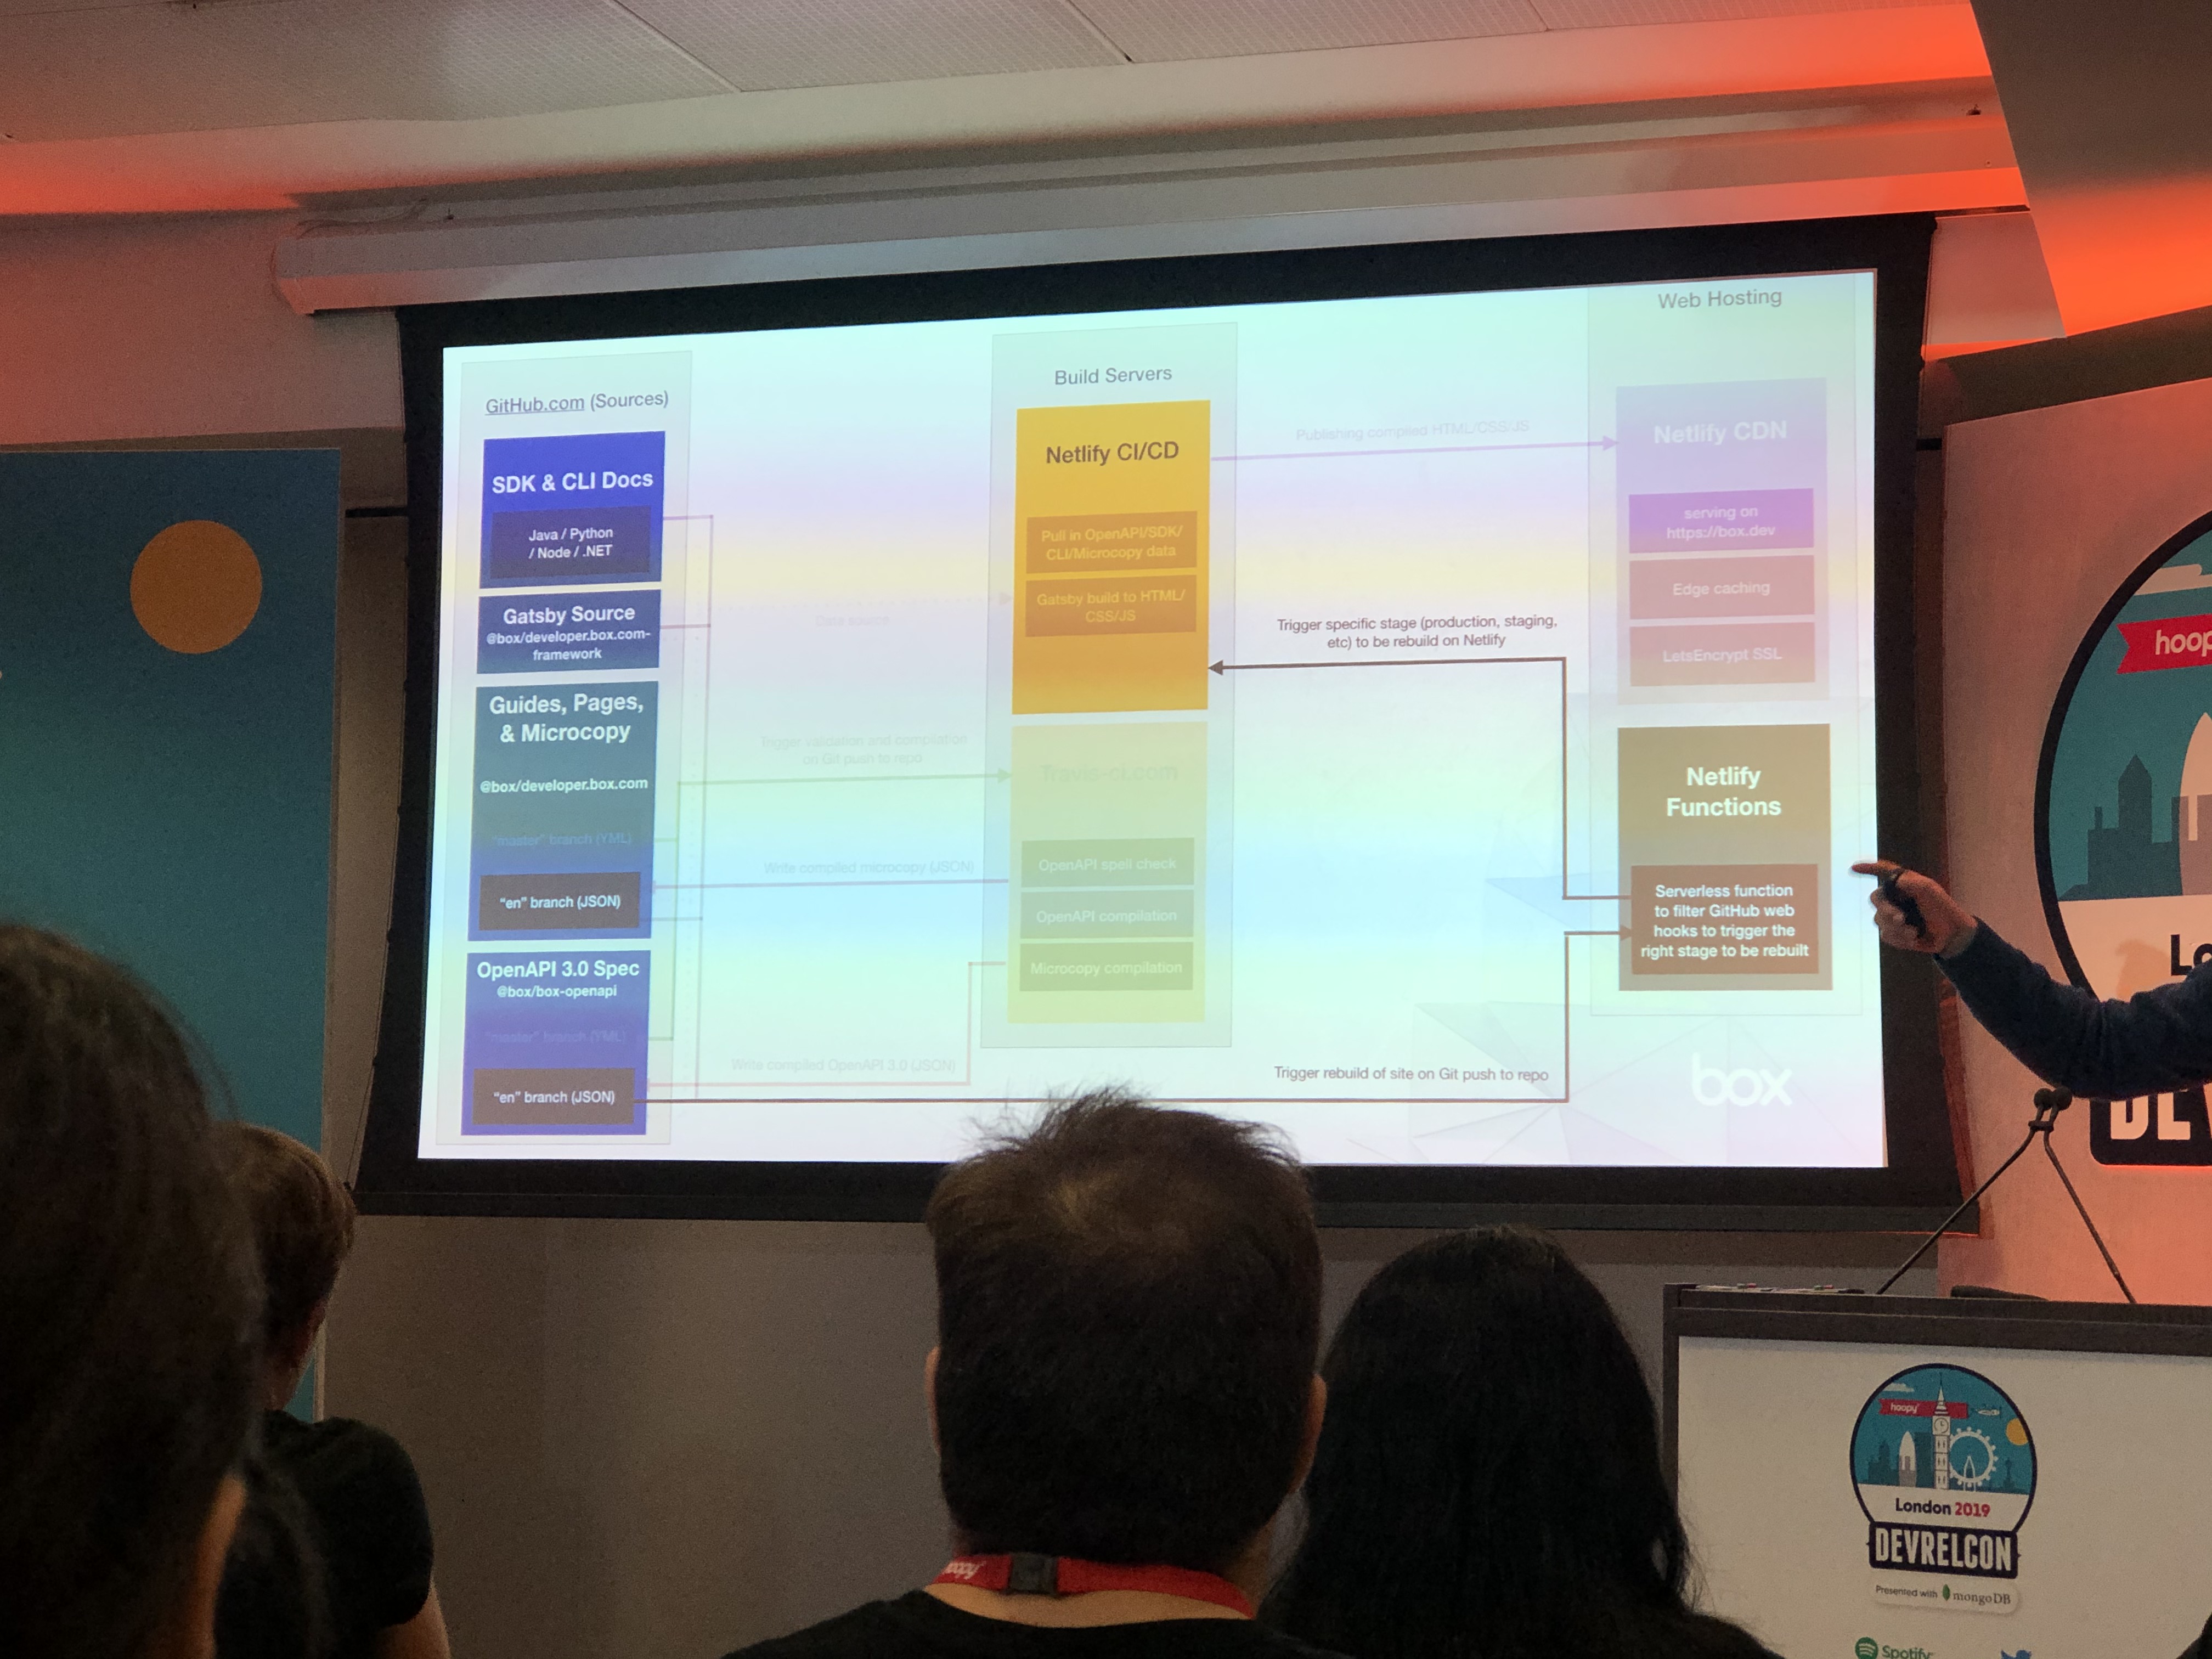 GitHub.com (Sources)
SDK & CLI Docs
Java / Python
/ Node / .NET
Gatsby Source
@box/developer.box.com-
framework
Guides, Pages,
& Microcopy
@box/developer.box.com
"master" branch (YML)
"en" branch (JSON)
OpenAPI 3.0 Spec
@box/box-openapi
"master" branch (YML)
"en" branch (JSON)
Data source
Trigger validation and compilation
on Git push to repo
Write compiled microcopy (JSON)
Write compiled OpenAPI 3.0 (JSON)
Build Servers
Netlify CI/CD
Pull in OpenAPI/SDK/
CLI/Microcopy data
Gatsby build to HTML/
CSS/JS
Travis-ci.com
OpenAPI spell check
OpenAPI compilation
Microcopy compilation
Publishing compiled HTML/CSS/JS
Trigger specific stage (production, staging,
etc) to be rebuild on Netlify
Trigger rebuild of site on Git push to repo
Web Hosting
Netlify CDN
serving on
https://box.dev
Edge caching
LetsEncrypt SSL
Netlify
Functions
Serverless function
to filter GitHub web
hooks to trigger the
right stage to be rebuilt
box
hoopy
London 2019
DEVRELCON
Presented with mongoDB
Spotify